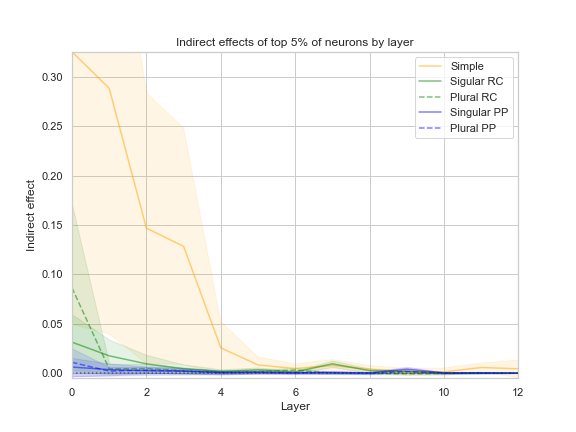 Indirect effects of top 5% of neurons by layer
Simple
Sigular RC
Plural RC
Singular PP
Plural PP
0.30
0.25
0.20
0.15
0.10
0.05
0.00
Indirect effect
0 2 4 6 8 10 12
Layer